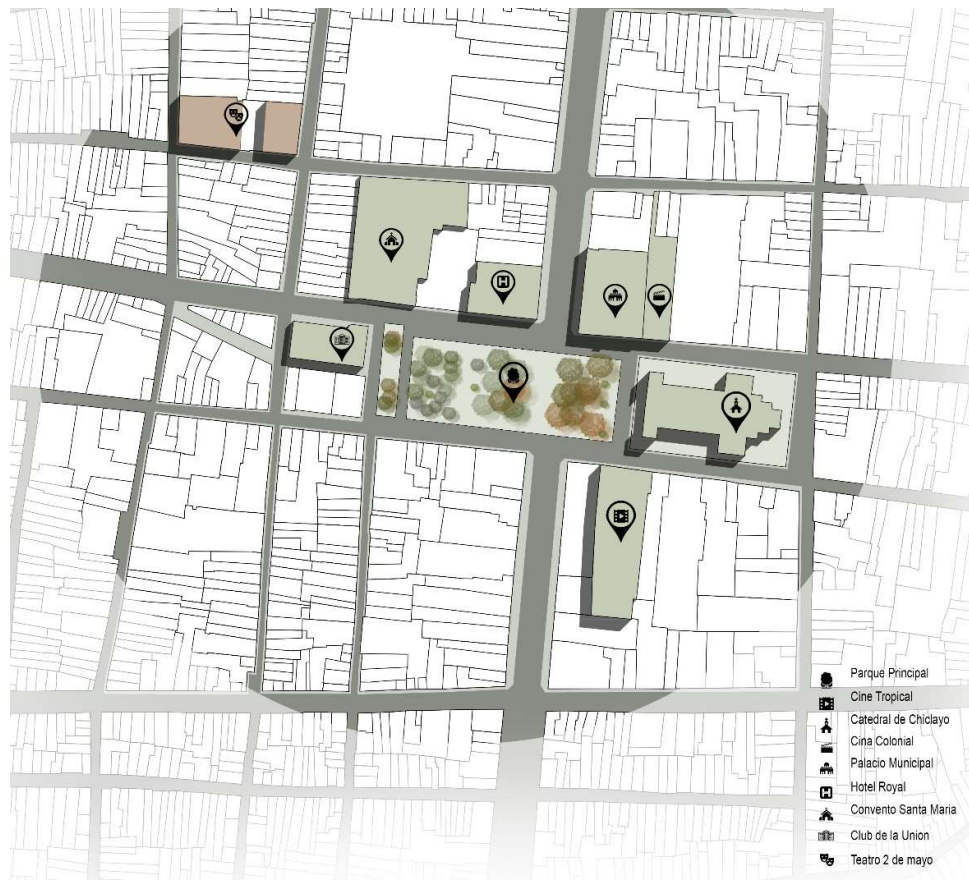 Parque Principal
Cine Tropical
Catedral de Chiclayo
Cina Colonial
Palacio Municipal
Hotel Royal
Convento Santa Maria
Club de la Union
Teatro 2 de mayo